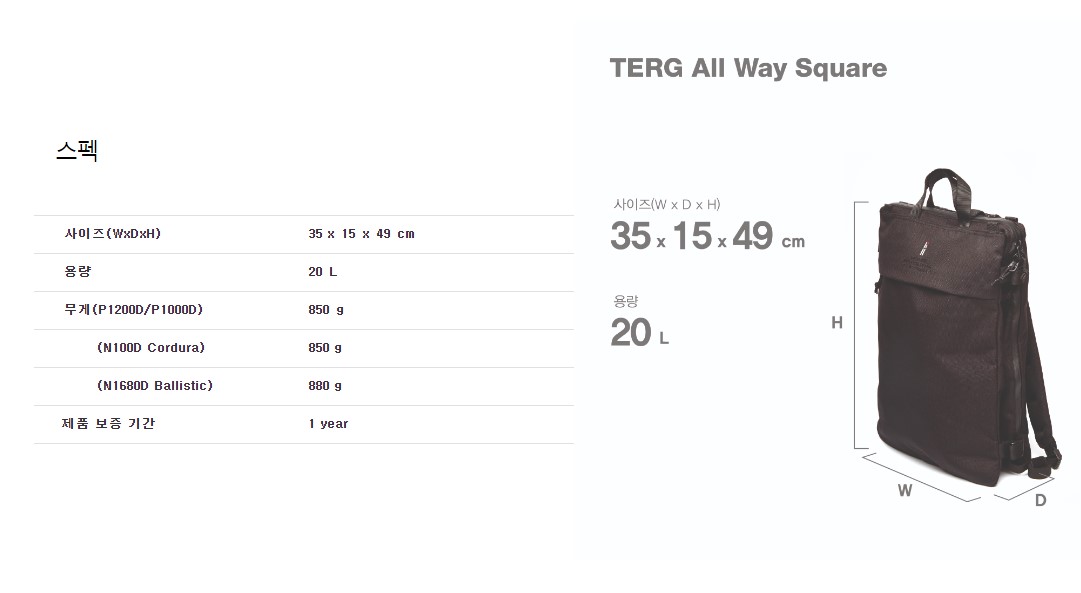 스펙
사이즈(WxDxH) 35 x 15 x 49 cm
용량 20 L
무게(P1200D/P1000D) 850 g
(N100D Cordura) 850 g
(N1680D Ballistic) 880 g
제품 보증 기간 1 year
TERG All Way Square
사이즈(W x D x H)
35 x 15 x 49 cm
용량
20 L
H
W
D